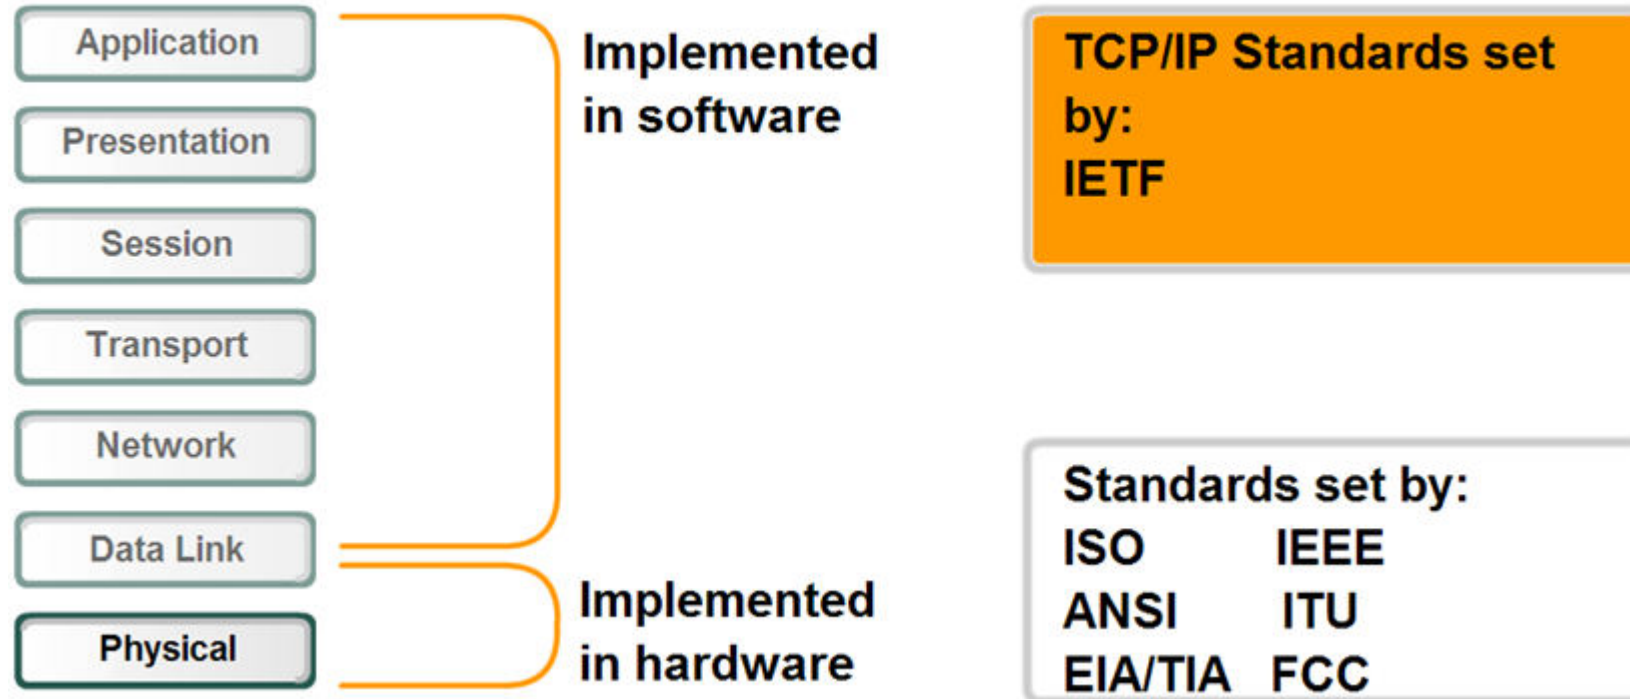 Application
Presentation
Session
Transport
Network
Data Link
Physical
Implemented
in software
Implemented
in hardware
TCP/IP Standards set
by:
IETF
Standards set by:
ISO IEEE
ANSI ITU
EIA/TIA FCC